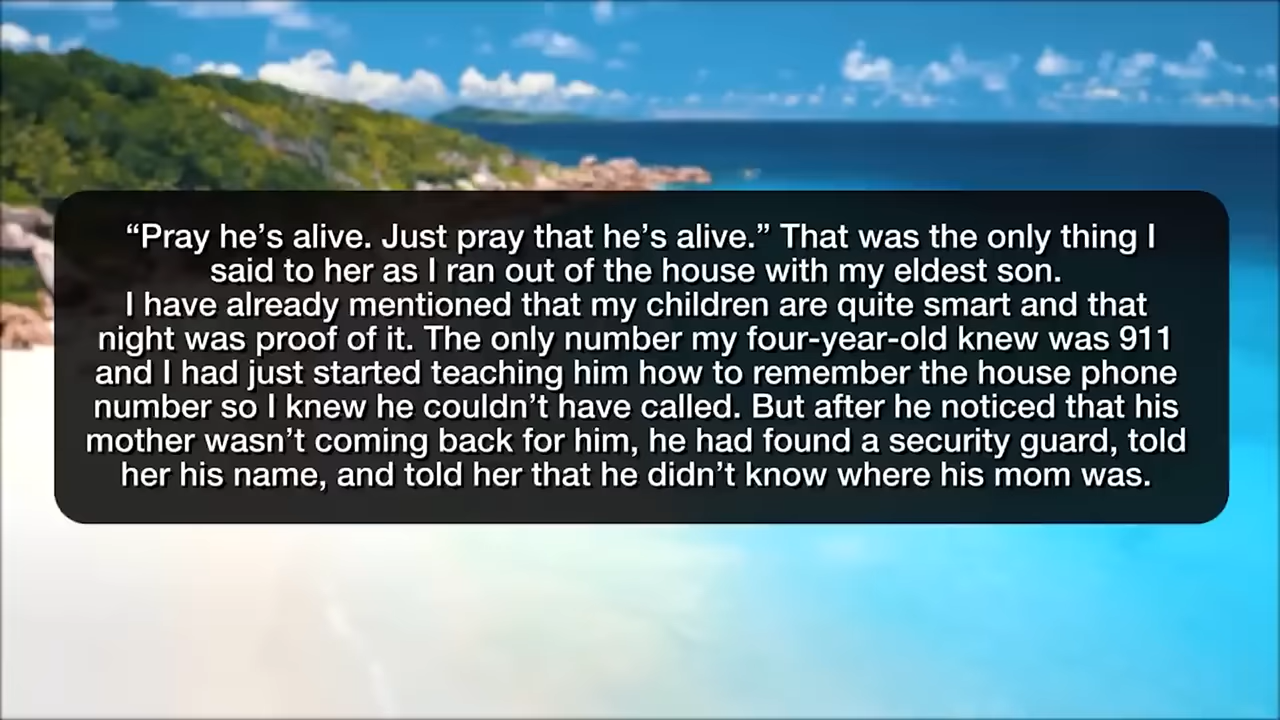 “Pray he’s alive. Just pray that he’s alive.” That was the only thing I
said to her as I ran out of the house with my eldest son.
I have already mentioned that my children are quite smart and that
night was proof of it. The only number my four-year-old knew was 911
and I had just started teaching him how to remember the house phone
number so I knew he couldn’t have called. But after he noticed that his
mother wasn’t coming back for him, he had found a security guard, told
her his name, and told her that he didn’t know where his mom was.